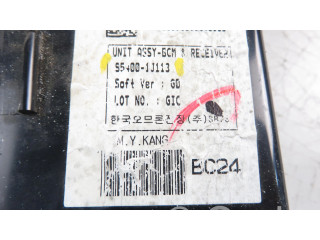 UNIT ASSY-BCM & RECEIVER
95400-1J113
Soft Ver : GD
LOT NO. : GIC
한국오므론전장(주)
M.Y.KANG
BC24